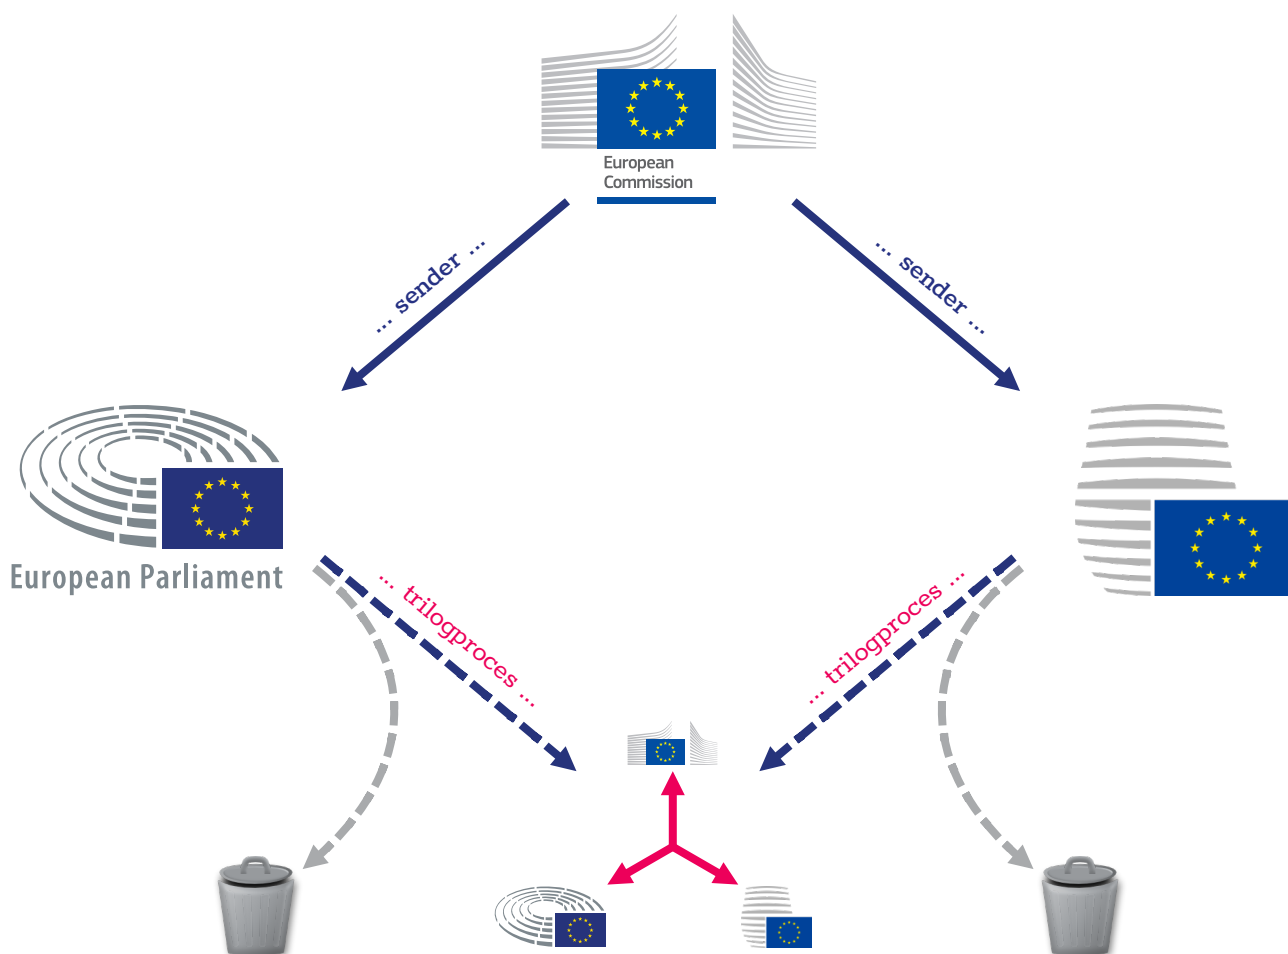 European
Commission
... sender ...
... sender ...
European Parliament
... trilogproces ...
... trilogproces ...